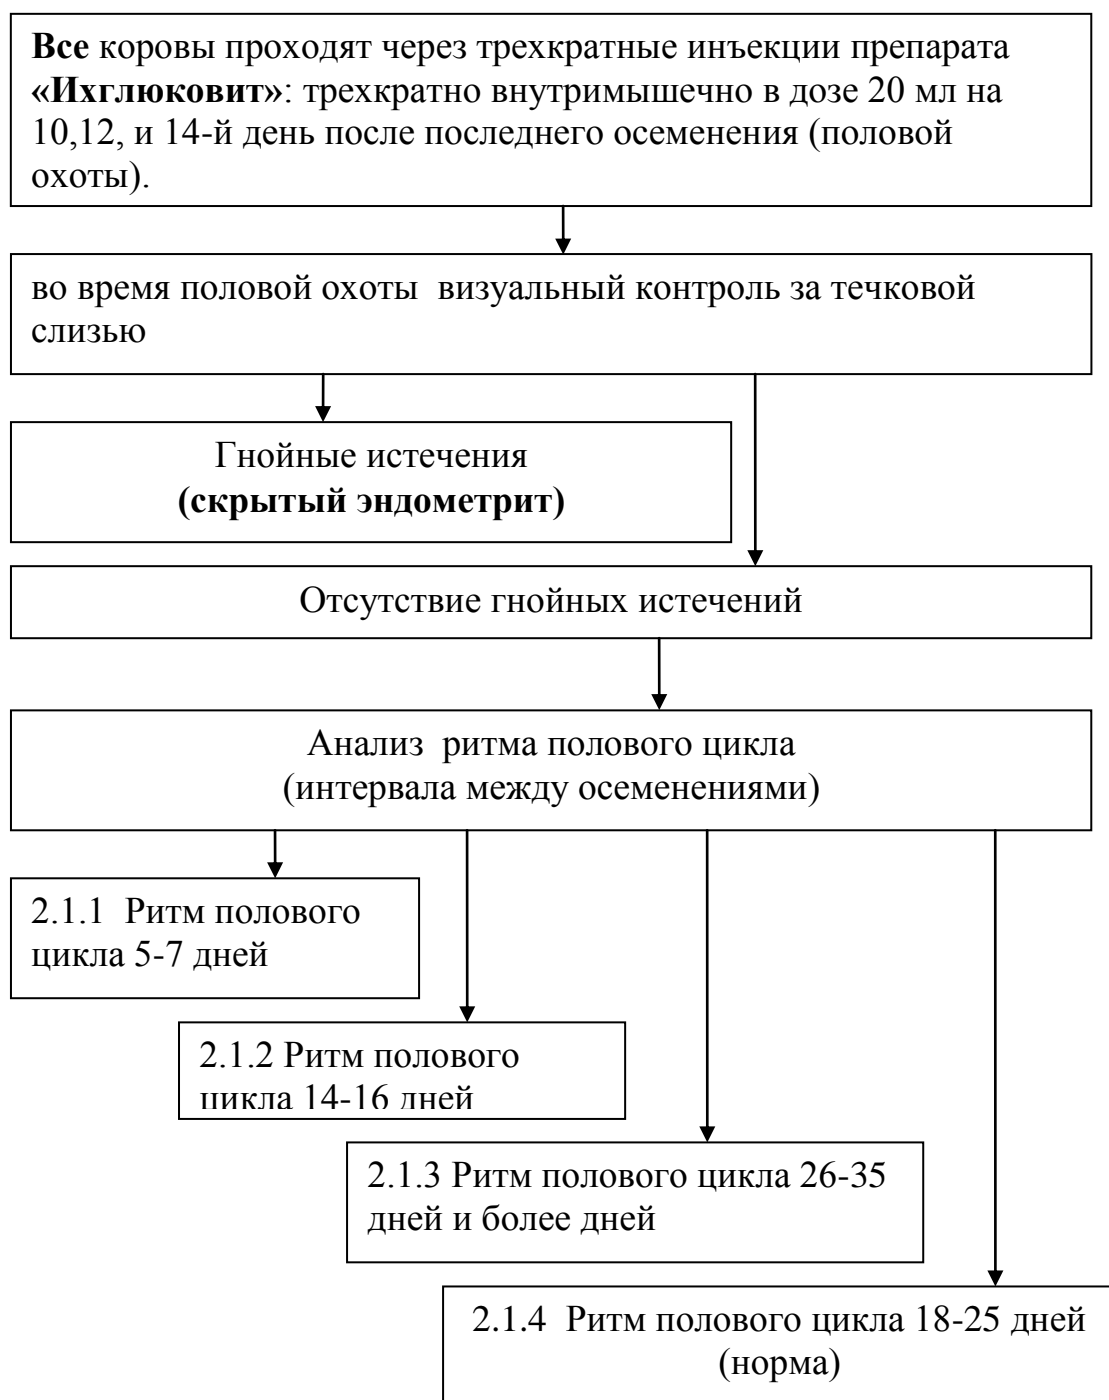 Все коровы проходят через трехкратные инъекции препарата
«Ихглюковит»: трехкратно внутримышечно в дозе 20 мл на
10,12, и 14-й день после последнего осеменения (половой
охоты).
во время половой охоты  визуальный контроль за течковой
слизью
Гнойные истечения
(скрытый эндометрит)
Отсутствие гнойных истечений
Анализ  ритма полового цикла
(интервала между осеменениями)
2.1.1  Ритм полового
цикла 5-7 дней
2.1.2 Ритм полового
цикла 14-16 дней
2.1.3 Ритм полового цикла 26-35
дней и более дней
2.1.4  Ритм полового цикла 18-25 дней
(норма)